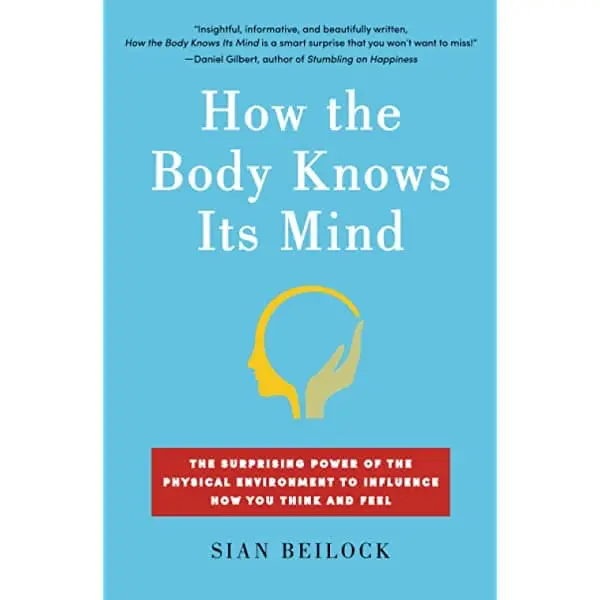 "Insightful, informative, and beautifully written,
How the Body Knows Its Mind is a smart surprise that you won't want to miss!"
—Daniel Gilbert, author of Stumbling on Happiness
How the
Body Knows
Its Mind
THE SURPRISING POWER OF THE
PHYSICAL ENVIRONMENT TO INFLUENCE
HOW YOU THINK AND FEEL
SIAN BEILOCK